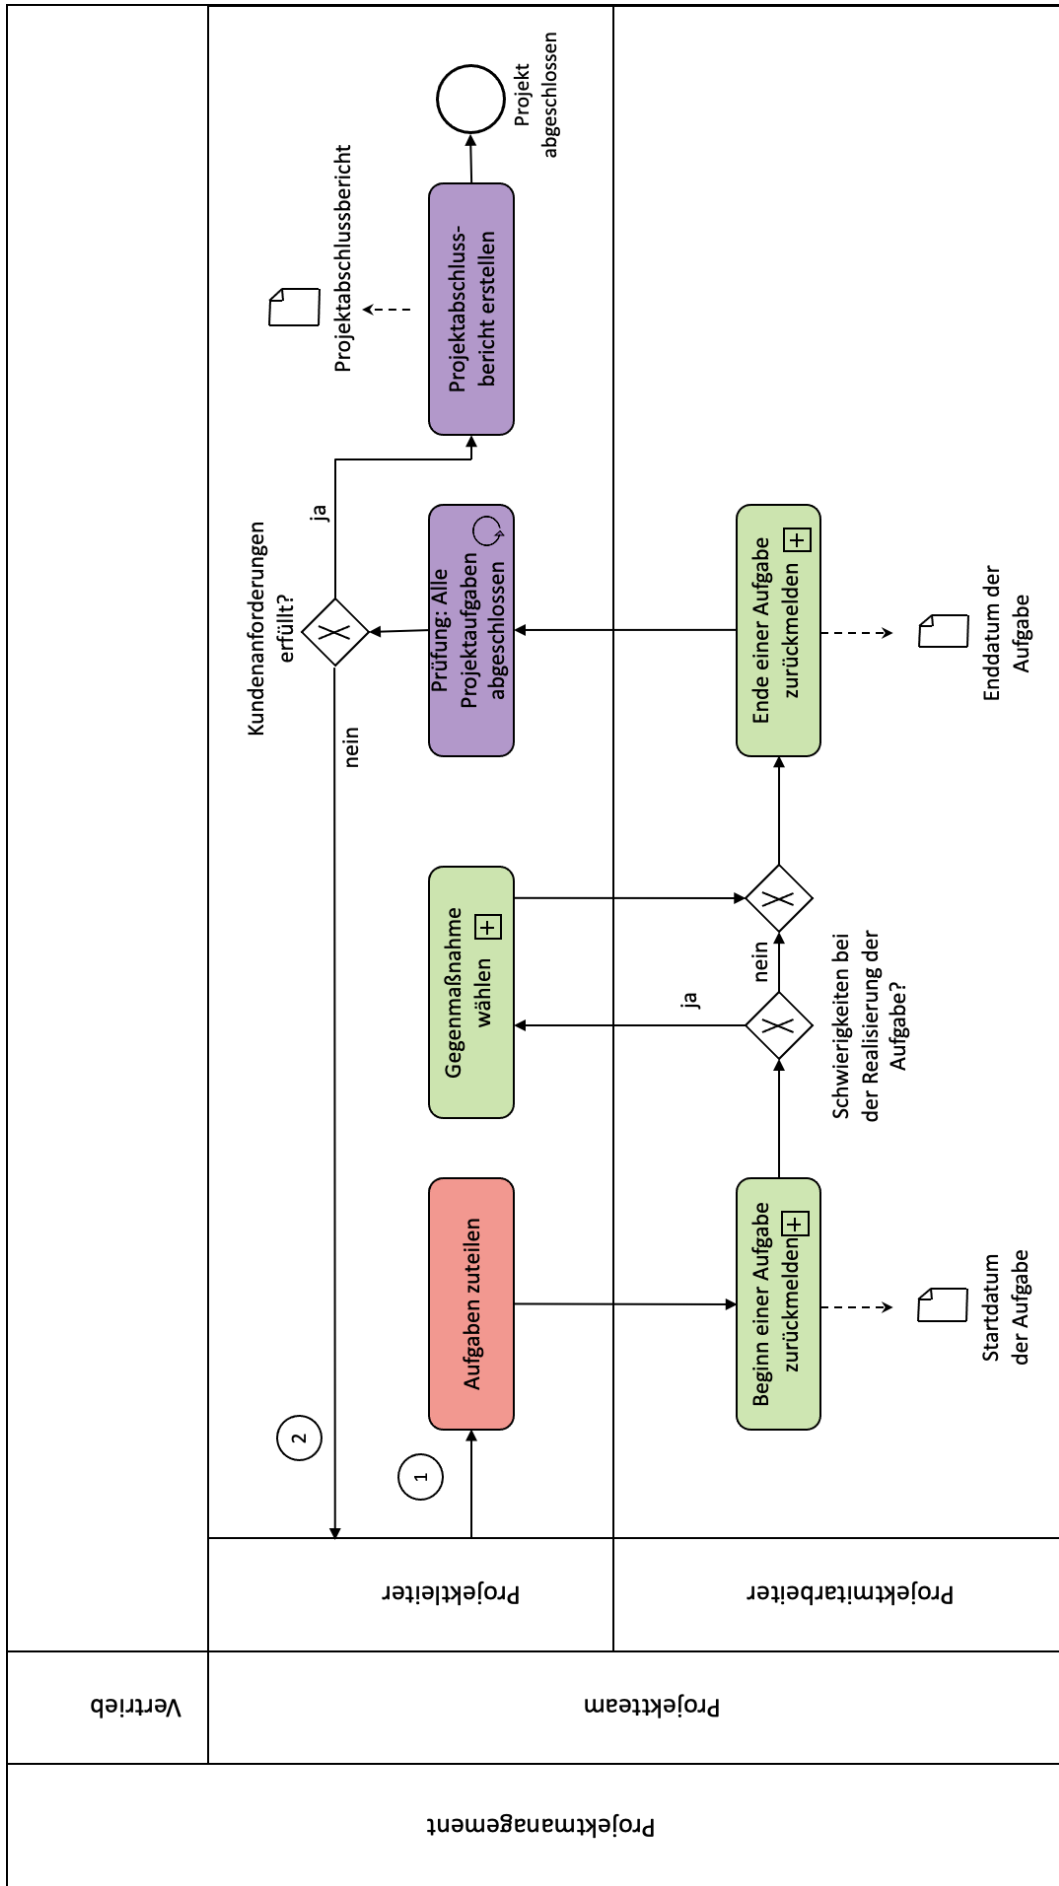 Projektmanagement
Vertrieb
Projektteam
Projektleiter
Projektmitarbeiter
2
1
Aufgaben zuteilen
Beginn einer Aufgabe
zurückmelden
Startdatum
der Aufgabe
Schwierigkeiten bei
der Realisierung der
Aufgabe?
ja
nein
Gegenmaßnahme
wählen
Ende einer Aufgabe
zurückmelden
Enddatum der
Aufgabe
Prüfung: Alle
Projektaufgaben
abgeschlossen
Kundenanforderungen
erfüllt?
nein
ja
Projektabschluss-
bericht erstellen
Projektabschlussbericht
Projekt
abgeschlossen